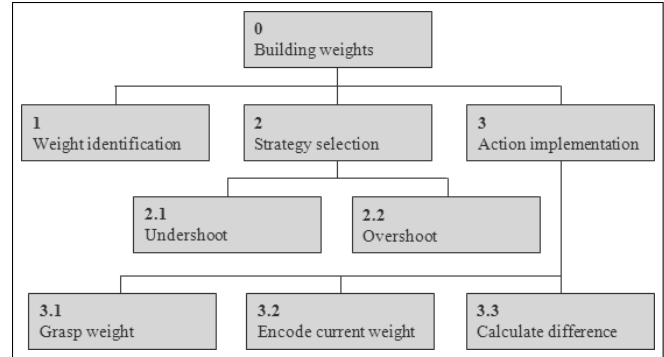 0
Building weights
1
Weight identification
2
Strategy selection
3
Action implementation
2.1
Undershoot
2.2
Overshoot
3.1
Grasp weight
3.2
Encode current weight
3.3
Calculate difference